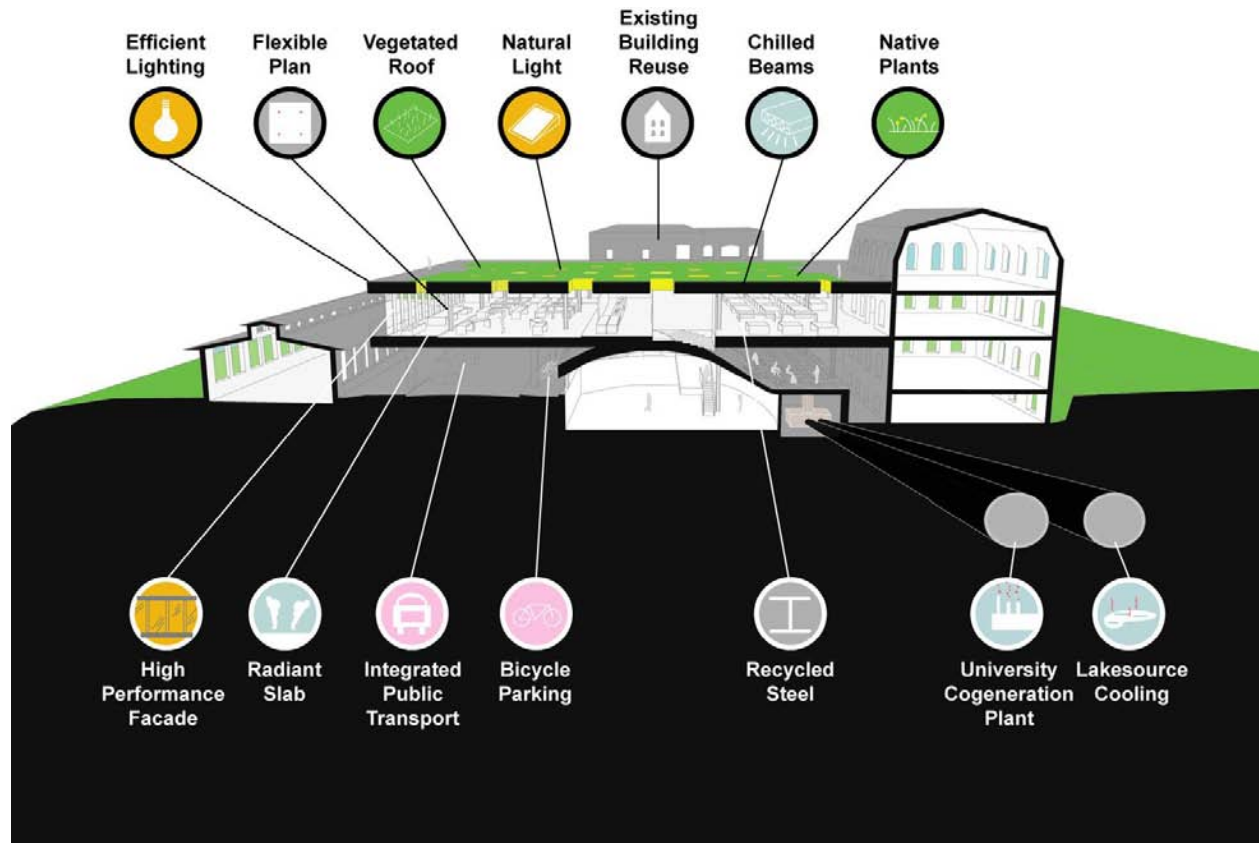 Efficient
Lighting
Flexible
Plan
Vegetated
Roof
Natural
Light
Existing
Building
Reuse
Chilled
Beams
Native
Plants
High
Performance
Facade
Radiant
Slab
Integrated
Public
Transport
Bicycle
Parking
Recycled
Steel
University
Cogeneration
Plant
Lakesource
Cooling